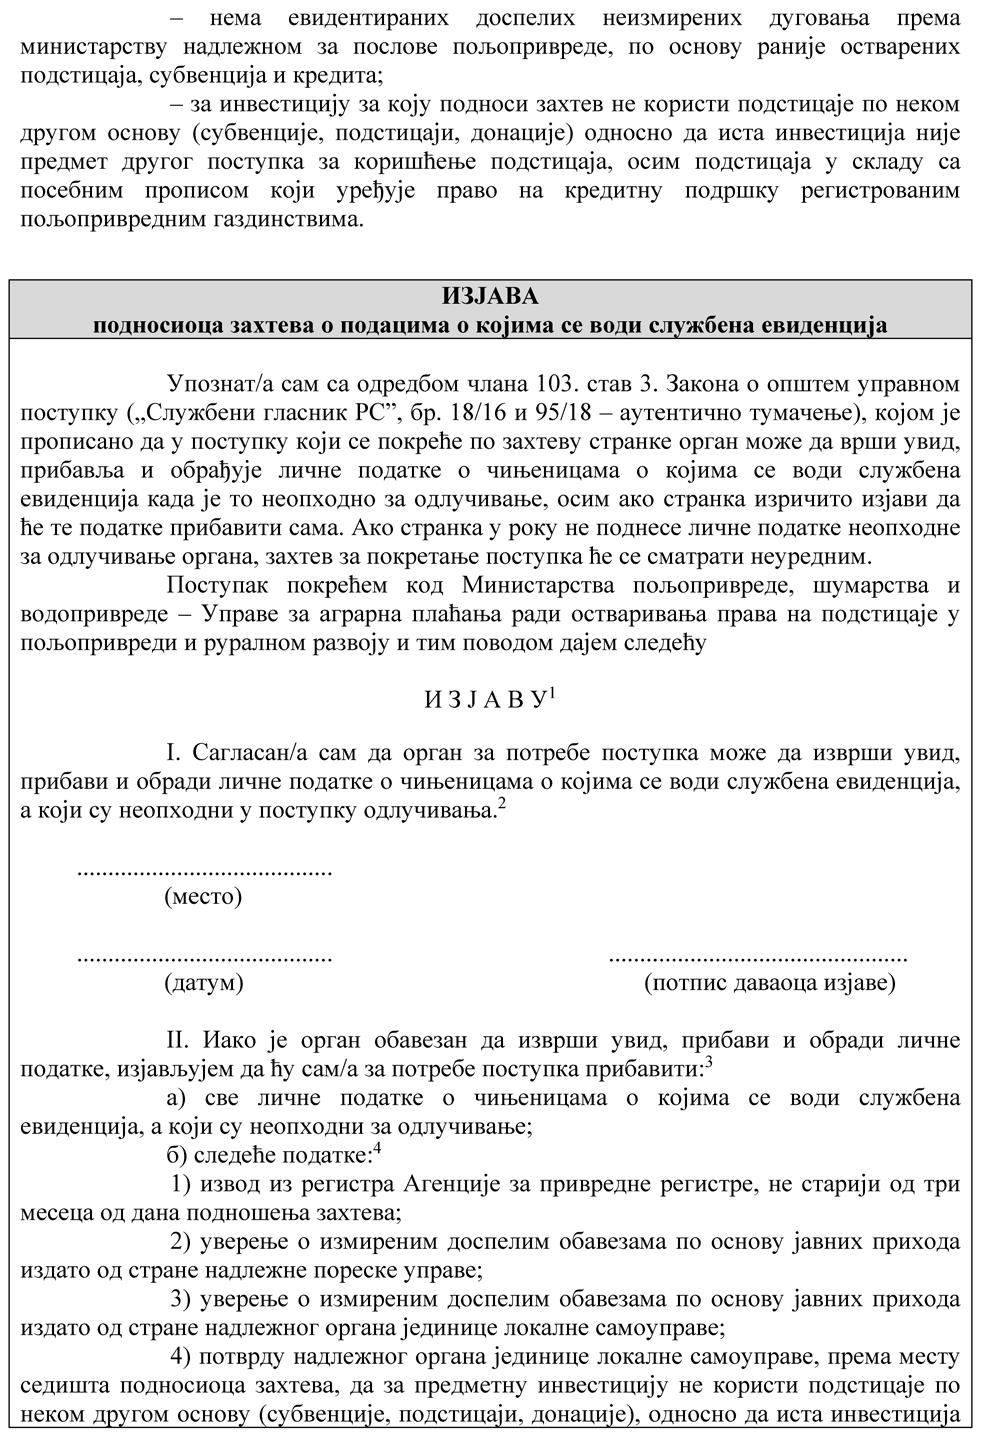 – нема евидентираних доспелих неизмирених дуговања према
министарству надлежном за послове пољопривреде, по основу раније остварених
подстицаја, субвенција и кредита;
– за инвестицију за коју подноси захтев не користи подстицаје по неком
другом основу (субвенције, подстицаји, донације) односно да иста инвестиција није
предмет другог поступка за коришћење подстицаја, осим подстицаја у складу са
посебним прописом који уређује право на кредитну подршку регистрованим
пољопривредним газдинствима.
ИЗЈАВА
подносиоца захтева о подацима о којима се води службена евиденција
Упознат/а сам са одредбом члана 103. став 3. Закона о општем управном
поступку („Службени гласник РС”, бр. 18/16 и 95/18 – аутентично тумачење), којом је
прописано да у поступку који се покреће по захтеву странке орган може да врши увид,
прибавља и обрађује личне податке о чињеницама о којима се води службена
евиденција када је то неопходно за одлучивање, осим ако странка изричито изјави да
ће те податке прибавити сама. Ако странка у року не поднесе личне податке неопходне
за одлучивање органа, захтев за покретање поступка ће се сматрати неуредним.
Поступак покрећем код Министарства пољопривреде, шумарства и
водопривреде – Управе за аграрна плаћања ради остваривања права на подстицаје у
пољопривреди и руралном развоју и тим поводом дајем следећу
И З Ј А В У¹
I. Сагласан/а сам да орган за потребе поступка може да изврши увид,
прибави и обради личне податке о чињеницама о којима се води службена евиденција,
а који су неопходни у поступку одлучивања.²
.........................................
(место)
......................................... ................................................
(датум) (потпис даваоца изјаве)
II. Иако је орган обавезан да изврши увид, прибави и обради личне
податке, изјављујем да ћу сам/а за потребе поступка прибавити:³
а) све личне податке о чињеницама о којима се води службена
евиденција, а који су неопходни за одлучивање;
б) следеће податке:⁴
1) извод из регистра Агенције за привредне регистре, не старији од три
месеца од дана подношења захтева;
2) уверење о измиреним доспелим обавезама по основу јавних прихода
издато од стране надлежне пореске управе;
3) уверење о измиреним доспелим обавезама по основу јавних прихода
издато од стране надлежног органа јединице локалне самоуправе;
4) потврду надлежног органа јединице локалне самоуправе, према месту
седишта подносиоца захтева, да за предметну инвестицију не користи подстицаје по
неком другом основу (субвенције, подстицаји, донације), односно да иста инвестиција